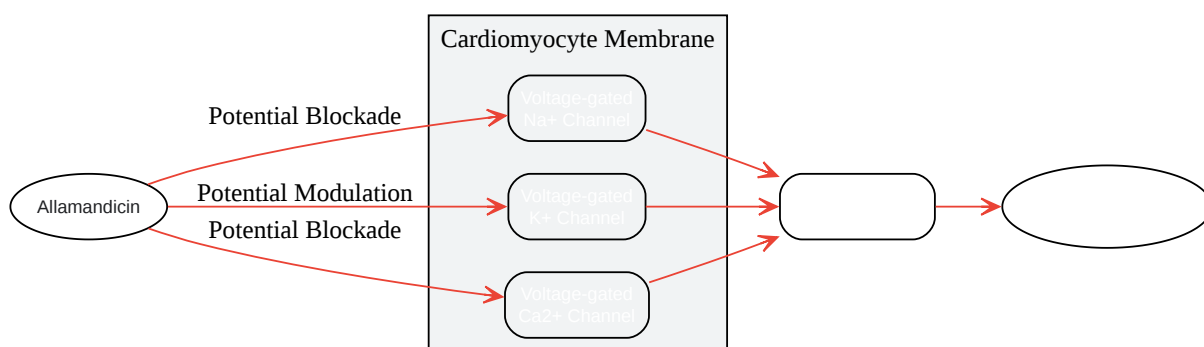 Cardiomyocyte Membrane
Voltage-gated
Na+ Channel
Potential Blockade
Allamandicin
Potential Modulation
Voltage-gated
K+ Channel
Potential Blockade
Voltage-gated
Ca2+ Channel